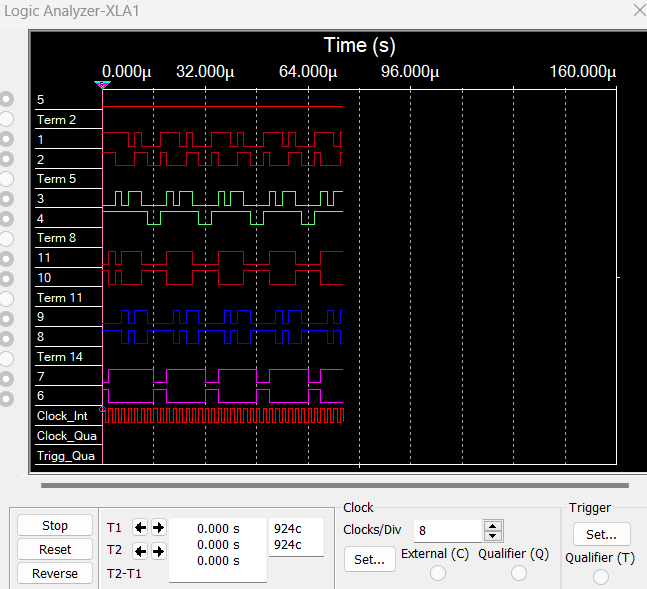 Logic Analyzer-XLA1
Time (s)
0.000µ 32.000µ 64.000µ 96.000µ 160.000µ
5
Term 2
1
2
Term 5
3
4
Term 8
11
10
Term 11
9
8
Term 14
7
6
Clock_Int
Clock_Qua
Trigg_Qua
Stop
Reset
Reverse
T1 0.000 s 924c
T2 0.000 s 924c
T2-T1 0.000 s
Clock
Clocks/Div 8
Set...
External (C) Qualifier (Q)
Trigger
Set...
Qualifier (T)